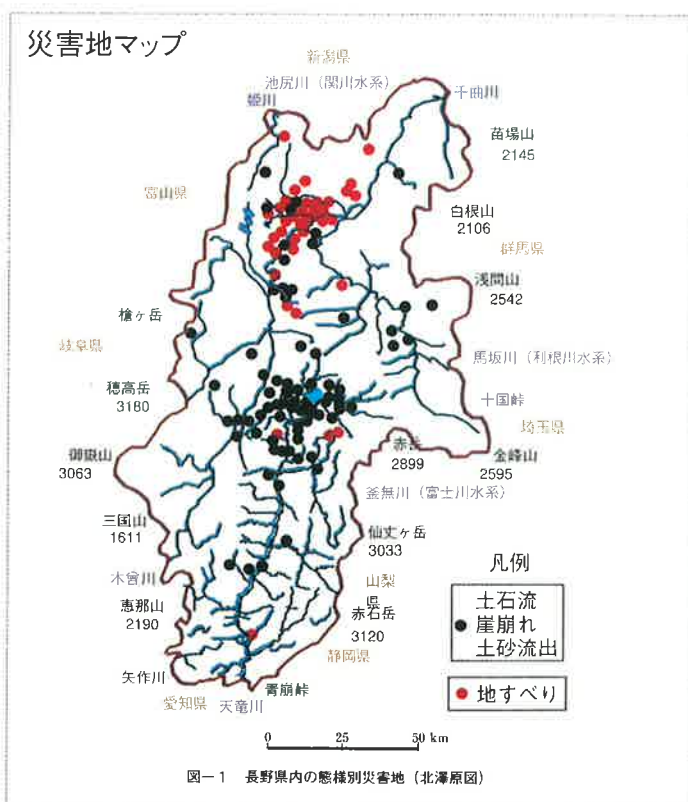 災害地マップ
新潟県
池尻川（関川水系）
姫川
千曲川
苗場山
2145
富山県
白根山
2106
群馬県
浅間山
2542
槍ヶ岳
岐阜県
馬坂川（利根川水系）
穂高岳
3180
十国峠
埼玉県
御嶽山
3063
赤岳
2899
金峰山
2595
釜無川（富士川水系）
三国山
1611
仙丈ヶ岳
3033
木曾川
山梨
県
恵那山
2190
赤石岳
3120
静岡県
矢作川
青崩峠
愛知県
天竜川
凡例
土石流
崖崩れ
土砂流出
地すべり
0 25 50 km
図－1 長野県内の態様別災害地（北澤原図）